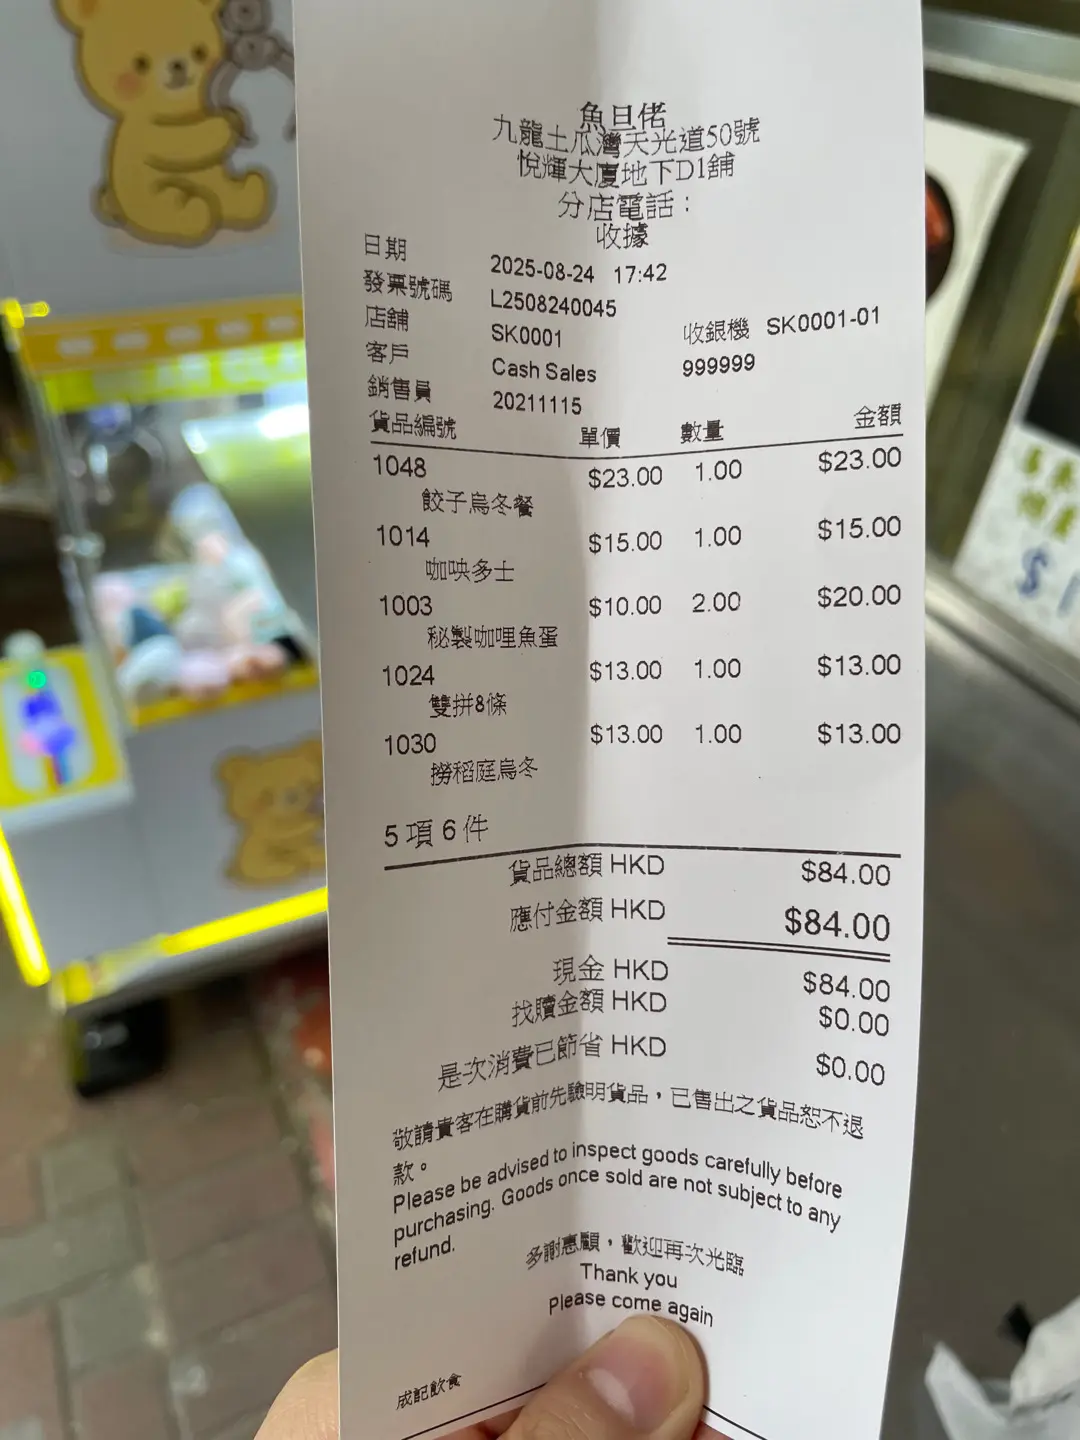 魚旦佬
九龍土瓜灣天光道50號
悅輝大廈地下D1舖
分店電話：
收據
日期 2025-08-24 17:42
發票號碼 L2508240045
店舖 SK0001 收銀機 SK0001-01
客戶 Cash Sales 999999
銷售員 20211115
貨品編號 單價 數量 金額
1048 $23.00 1.00 $23.00
餃子烏冬餐
1014 $15.00 1.00 $15.00
咖央多士
1003 $10.00 2.00 $20.00
秘製咖哩魚蛋
1024 $13.00 1.00 $13.00
雙拼8條
1030 $13.00 1.00 $13.00
撈稻庭烏冬
5 項 6 件
貨品總額 HKD $84.00
應付金額 HKD $84.00
現金 HKD $84.00
找贖金額 HKD $0.00
是次消費已節省 HKD $0.00
敬請貴客在購貨前先驗明貨品，已售出之貨品恕不退
款。
Please be advised to inspect goods carefully before
purchasing. Goods once sold are not subject to any
refund.
多謝惠顧，歡迎再次光臨
Thank you
Please come again
成記飲食